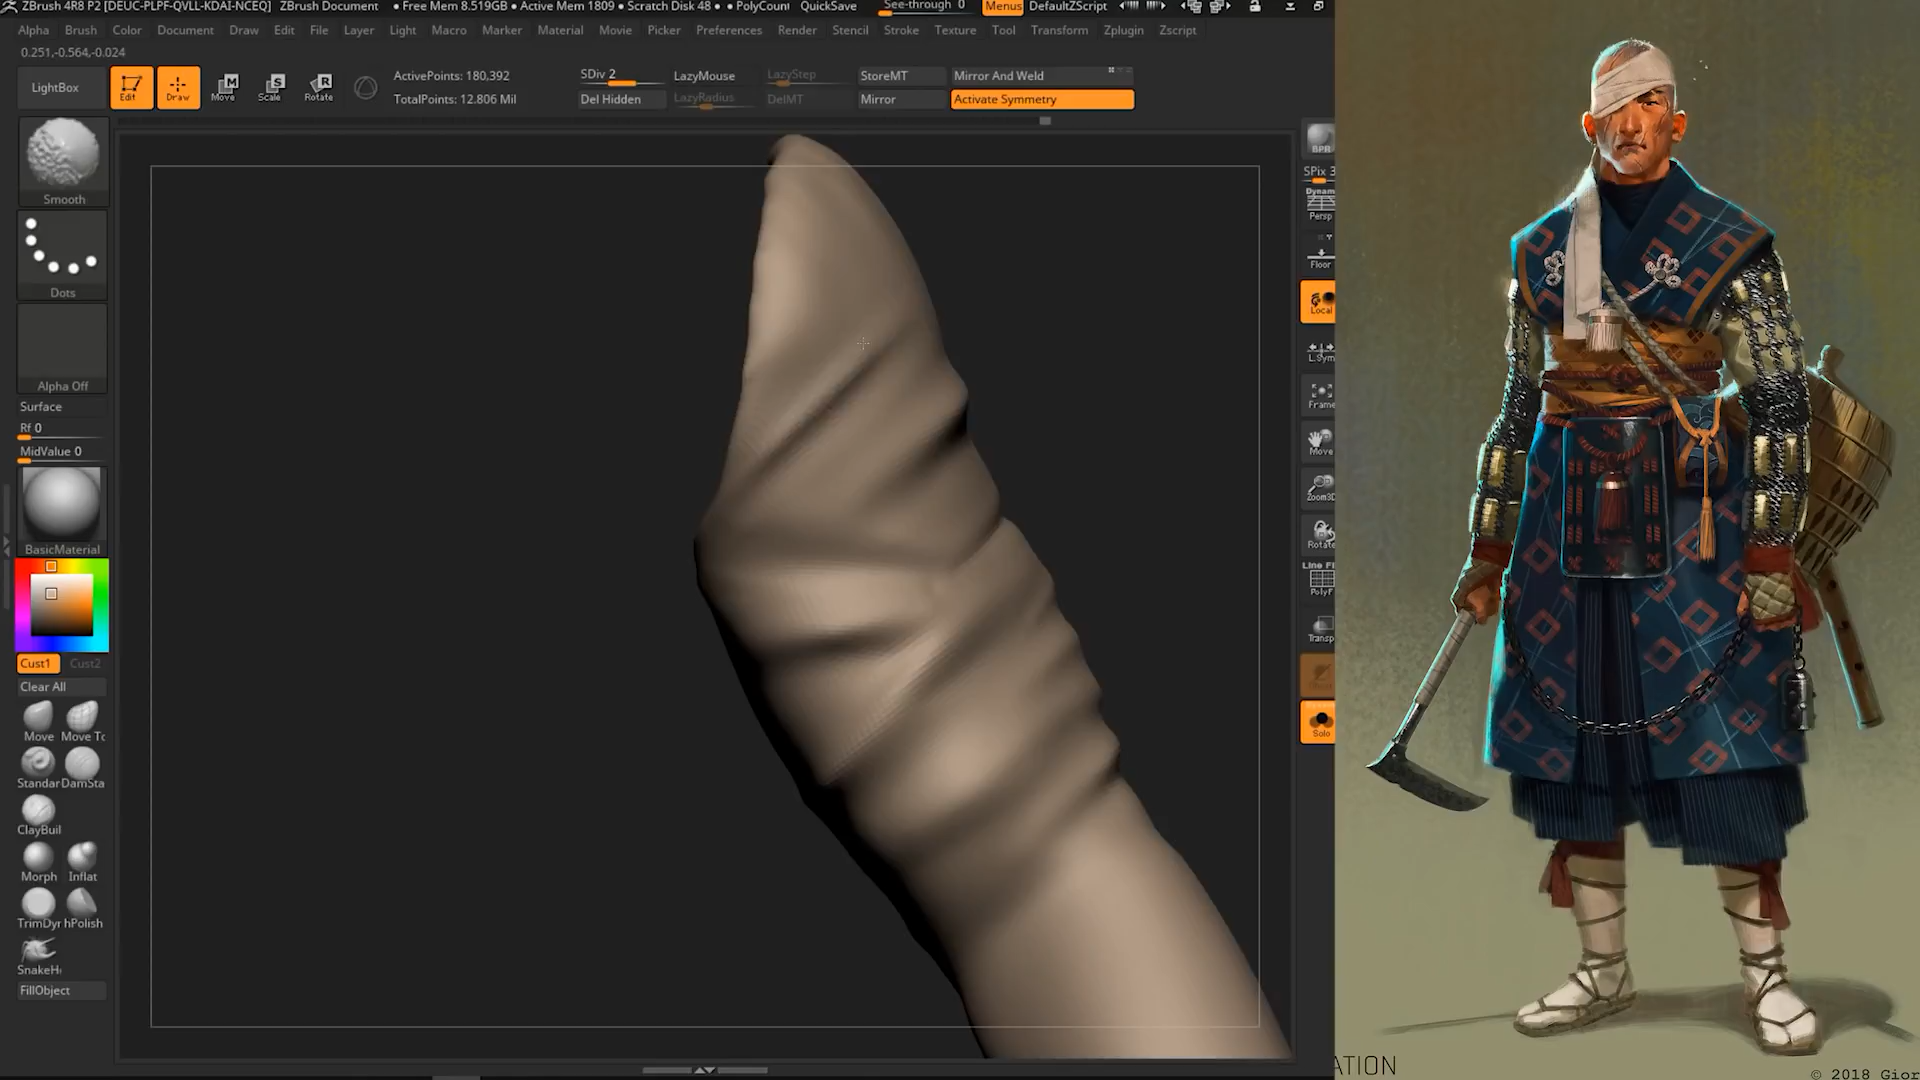 ZBrush 4R8 P2 [DEUC-PLPF-QVLL-KDAI-NCEQ] ZBrush Document • Free Mem 8.519GB • Active Mem 1809 • Scratch Disk 48 • • PolyCount QuickSave See-through 0 Menus DefaultZScript
Alpha Brush Color Document Draw Edit File Layer Light Macro Marker Material Movie Picker Preferences Render Stencil Stroke Texture Tool Transform Zplugin Zscript
0.251,-0.564,-0.024
LightBox Edit Draw Move Scale Rotate
ActivePoints: 180,392 SDiv 2 LazyMouse LazyStep StoreMT Mirror And Weld
TotalPoints: 12.806 Mil Del Hidden LazyRadius DelMT Mirror Activate Symmetry
Smooth
Dots
Alpha Off
Surface
Rf 0
MidValue 0
BasicMaterial
Cust1 Cust2
Clear All
Move Move Tc
Standar DamSta
ClayBuil
Morph Inflat
TrimDyr hPolish
SnakeH
FillObject
BPR
SPix 3
Dynam
Persp
Floor
Local
L.Sym
Frame
Move
Zoom3D
Rotate
Line Fi
PolyF
Transp
Solo
ATION
© 2018 Gior